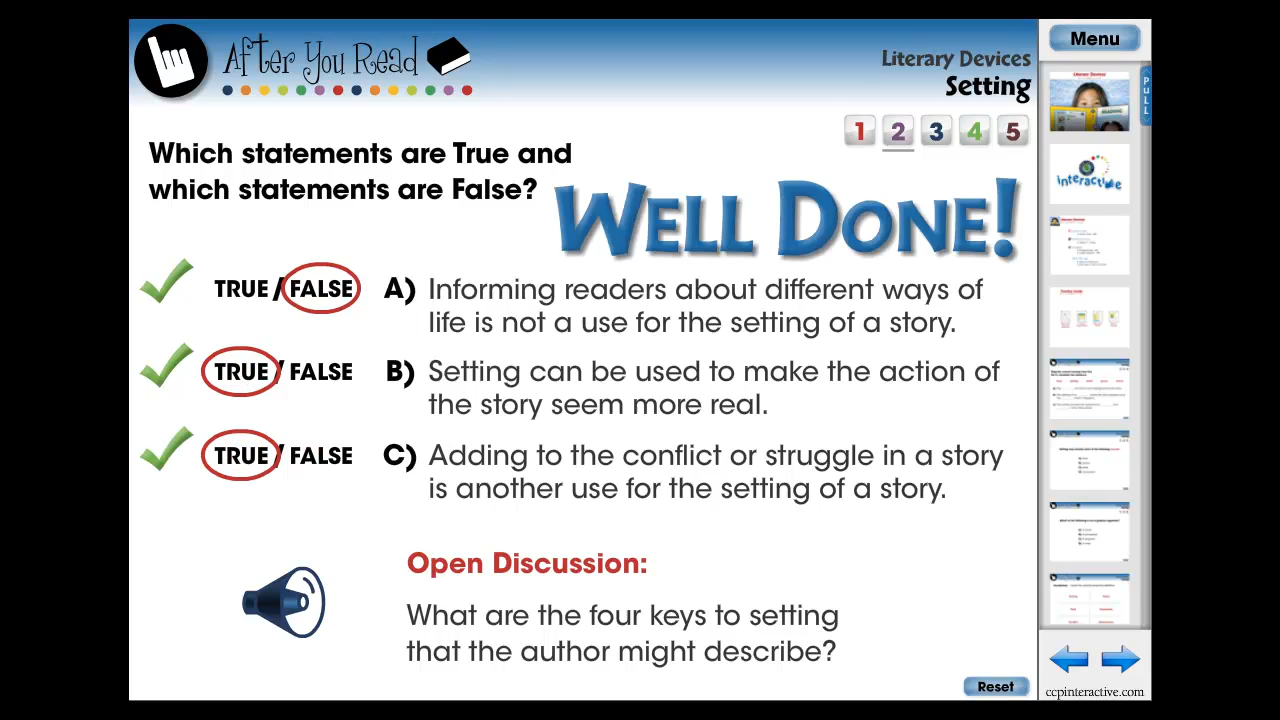 After You Read
Literary Devices
Setting
Menu
PULL
1 2 3 4 5
Which statements are True and
which statements are False?
WELL DONE!
TRUE / FALSE A) Informing readers about different ways of
life is not a use for the setting of a story.
TRUE / FALSE B) Setting can be used to make the action of
the story seem more real.
TRUE / FALSE C) Adding to the conflict or struggle in a story
is another use for the setting of a story.
Open Discussion:
What are the four keys to setting
that the author might describe?
Reset
Literary Devices
interactive
ccpinteractive.com